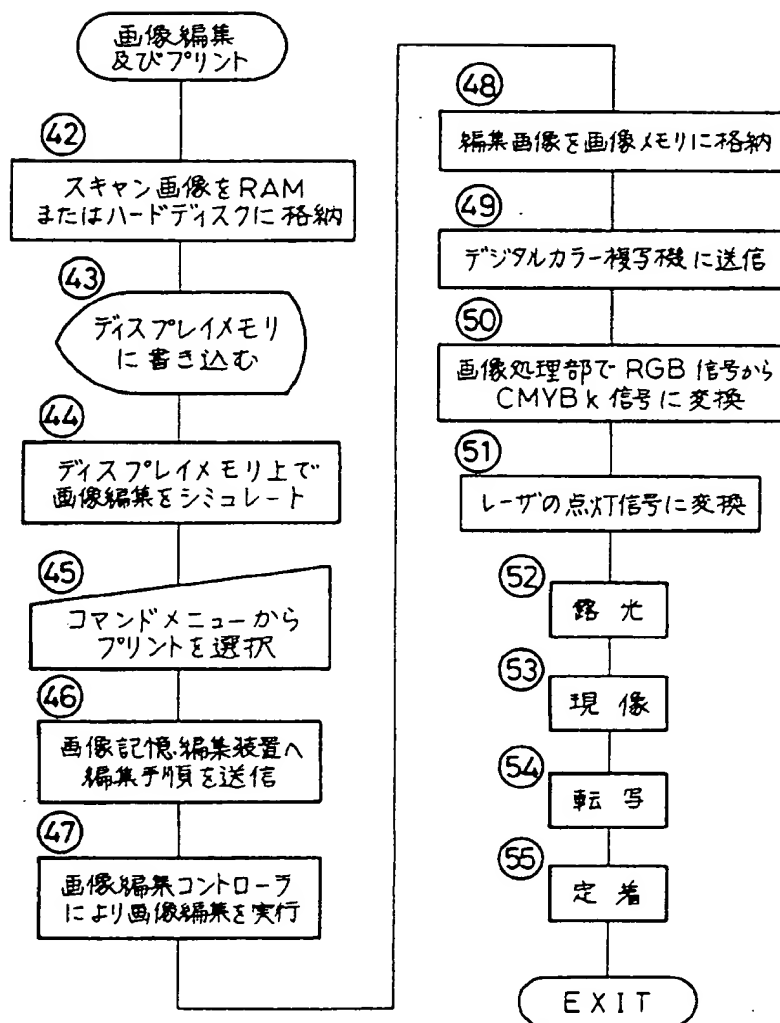 画像編集
及びプリント
42
スキャン画像をRAM
またはハードディスクに格納
43
ディスプレイメモリ
に書き込む
44
ディスプレイメモリ上で
画像編集をシミュレート
45
コマンドメニューから
プリントを選択
46
画像記憶編集装置へ
編集手順を送信
47
画像編集コントローラ
により画像編集を実行
48
編集画像を画像メモリに格納
49
デジタルカラー複写機に送信
50
画像処理部でRGB信号から
CMYBk信号に変換
51
レーザの点灯信号に変換
52
露光
53
現像
54
転写
55
定着
EXIT